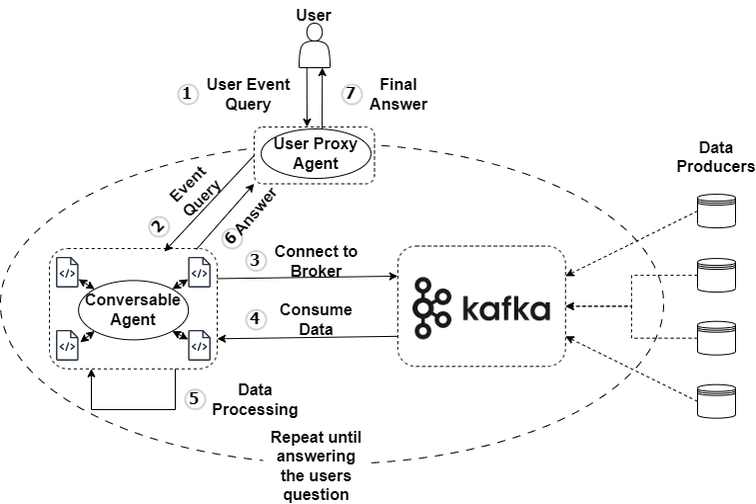 User
1
User Event
Query
7
Final
Answer
User Proxy
Agent
Data
Producers
2
Event
Query
6
Answer
3
Connect to
Broker
</>
</>
Conversable
Agent
</>
</>
4
Consume
Data
kafka
5
Data
Processing
Repeat until
answering
the users
question